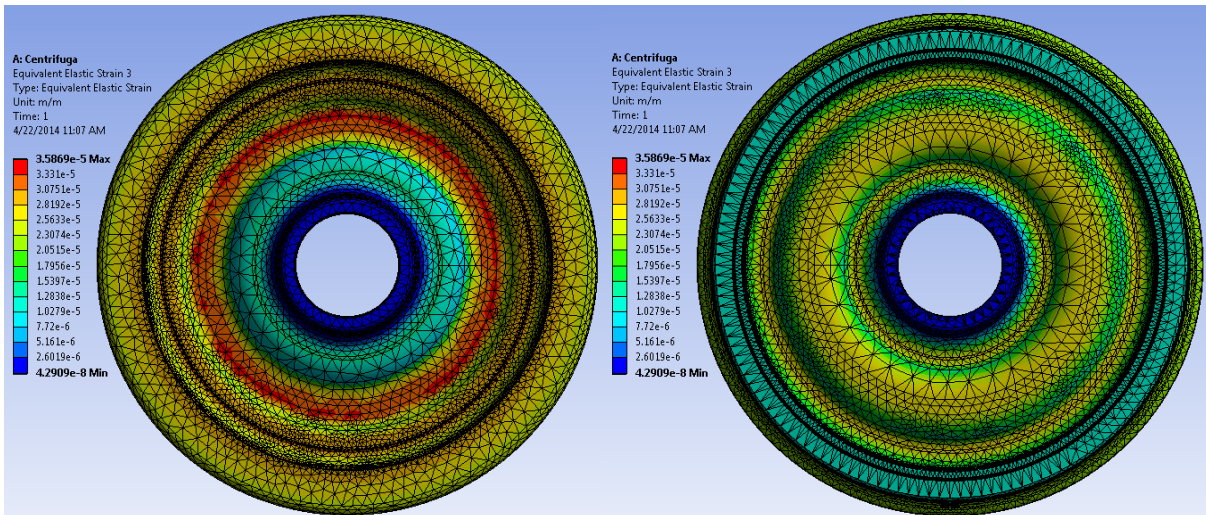 A: Centrifuga
Equivalent Elastic Strain 3
Type: Equivalent Elastic Strain
Unit: m/m
Time: 1
4/22/2014 11:07 AM
3.5869e-5 Max
3.331e-5
3.0751e-5
2.8192e-5
2.5633e-5
2.3074e-5
2.0515e-5
1.7956e-5
1.5397e-5
1.2838e-5
1.0279e-5
7.72e-6
5.161e-6
2.6019e-6
4.2909e-8 Min
A: Centrifuga
Equivalent Elastic Strain 3
Type: Equivalent Elastic Strain
Unit: m/m
Time: 1
4/22/2014 11:07 AM
3.5869e-5 Max
3.331e-5
3.0751e-5
2.8192e-5
2.5633e-5
2.3074e-5
2.0515e-5
1.7956e-5
1.5397e-5
1.2838e-5
1.0279e-5
7.72e-6
5.161e-6
2.6019e-6
4.2909e-8 Min